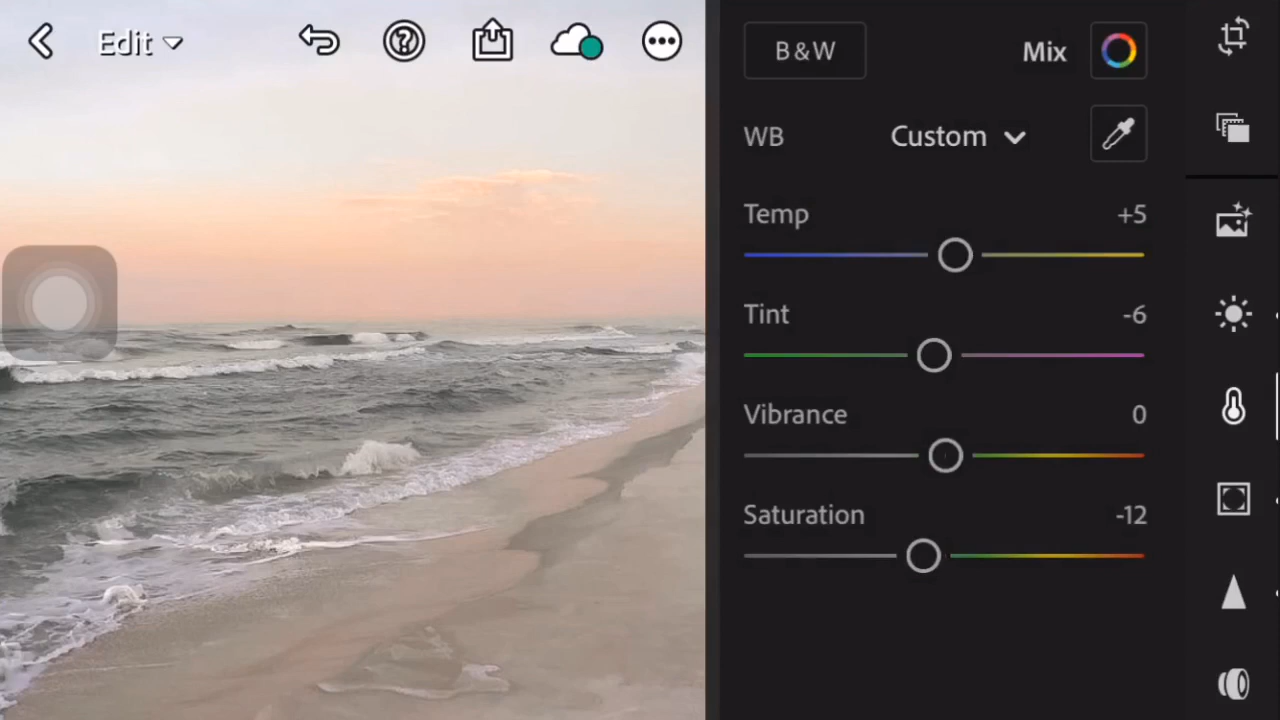 Edit
B&W
Mix
WB
Custom
Temp
+5
Tint
-6
Vibrance
0
Saturation
-12